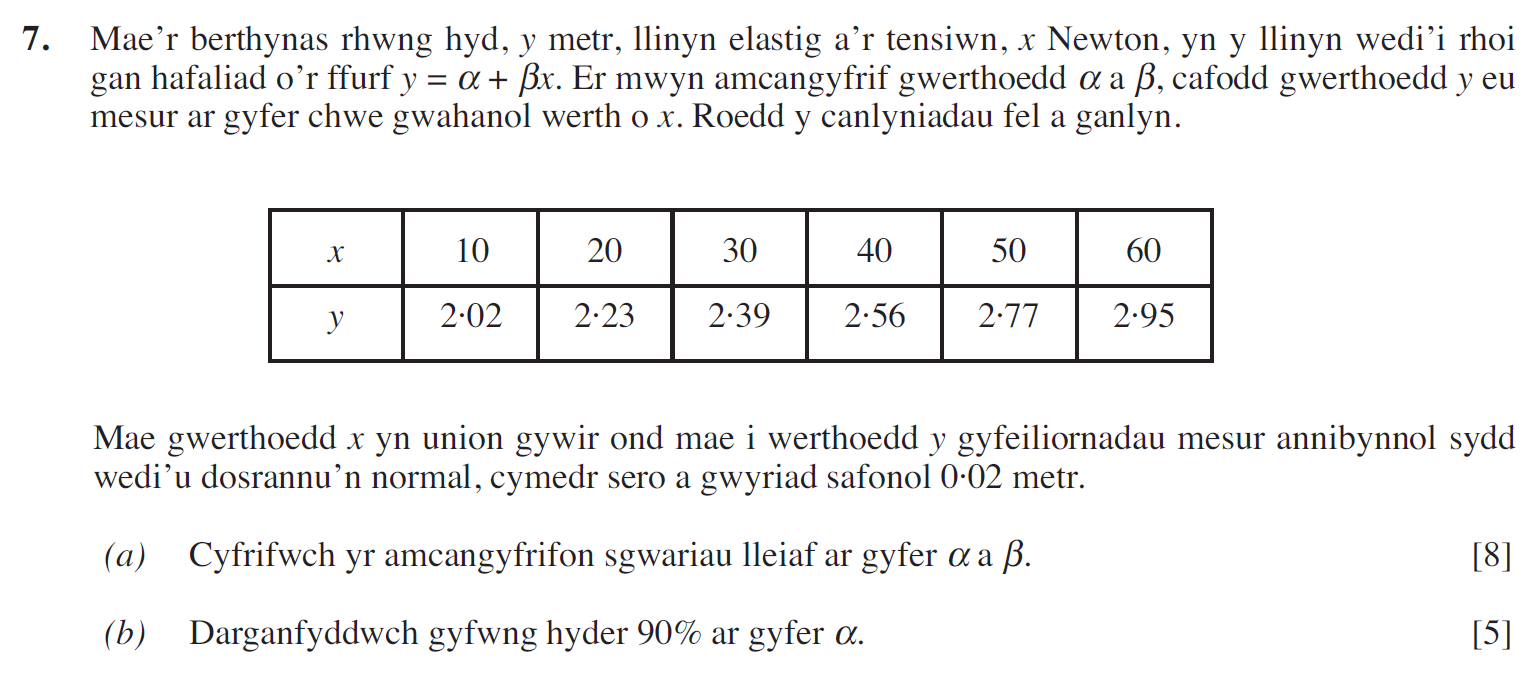 7. Mae'r berthynas rhwng hyd, y metr, llinyn elastig a'r tensiwn, x Newton, yn y llinyn wedi'i rhoi
gan hafaliad o'r ffurf y = α + βx. Er mwyn amcangyfrif gwerthoedd α a β, cafodd gwerthoedd y eu
mesur ar gyfer chwe gwahanol werth o x. Roedd y canlyniadau fel a ganlyn.
x 10 20 30 40 50 60
y 2·02 2·23 2·39 2·56 2·77 2·95
Mae gwerthoedd x yn union gywir ond mae i werthoedd y gyfeiliornadau mesur annibynnol sydd
wedi'u dosrannu'n normal, cymedr sero a gwyriad safonol 0·02 metr.
(a) Cyfrifwch yr amcangyfrifon sgwariau lleiaf ar gyfer α a β. [8]
(b) Darganfyddwch gyfwng hyder 90% ar gyfer α. [5]